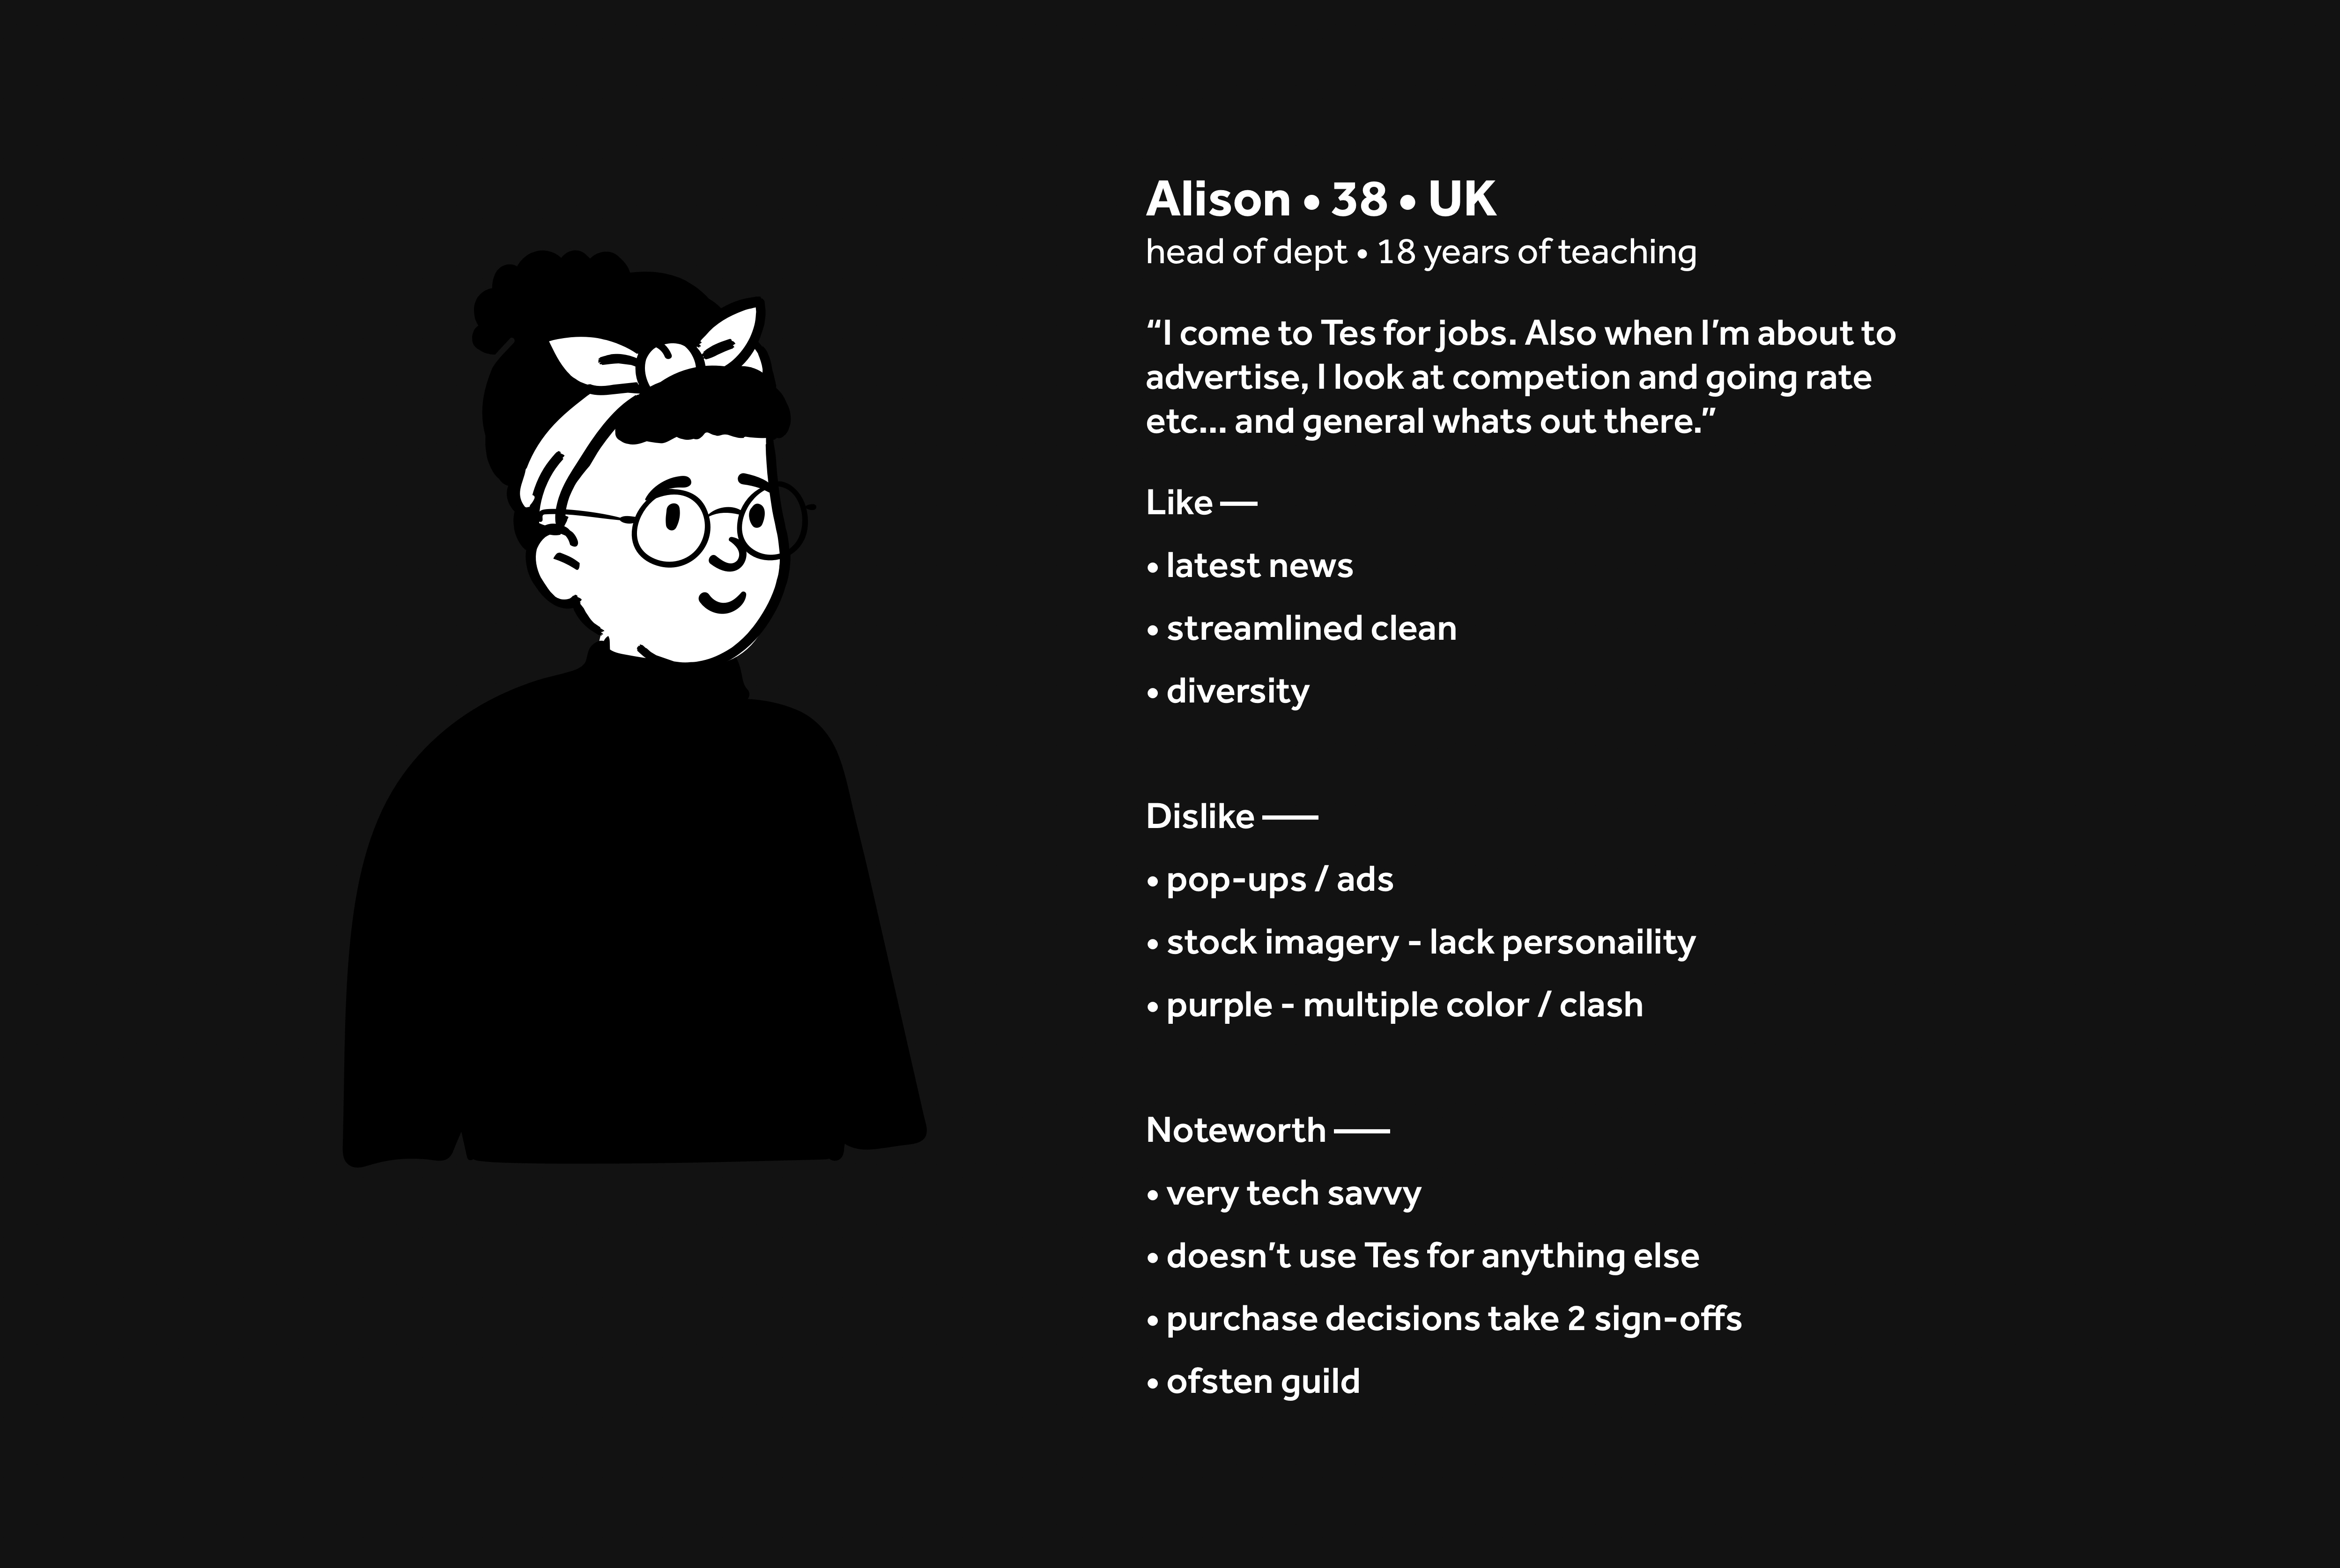 Alison • 38 • UK
head of dept • 18 years of teaching
“I come to Tes for jobs. Also when I’m about to
advertise, I look at competion and going rate
etc... and general whats out there.”
Like —
• latest news
• streamlined clean
• diversity
Dislike ——
• pop-ups / ads
• stock imagery - lack personaility
• purple - multiple color / clash
Noteworth ——
• very tech savvy
• doesn’t use Tes for anything else
• purchase decisions take 2 sign-offs
• ofsten guild